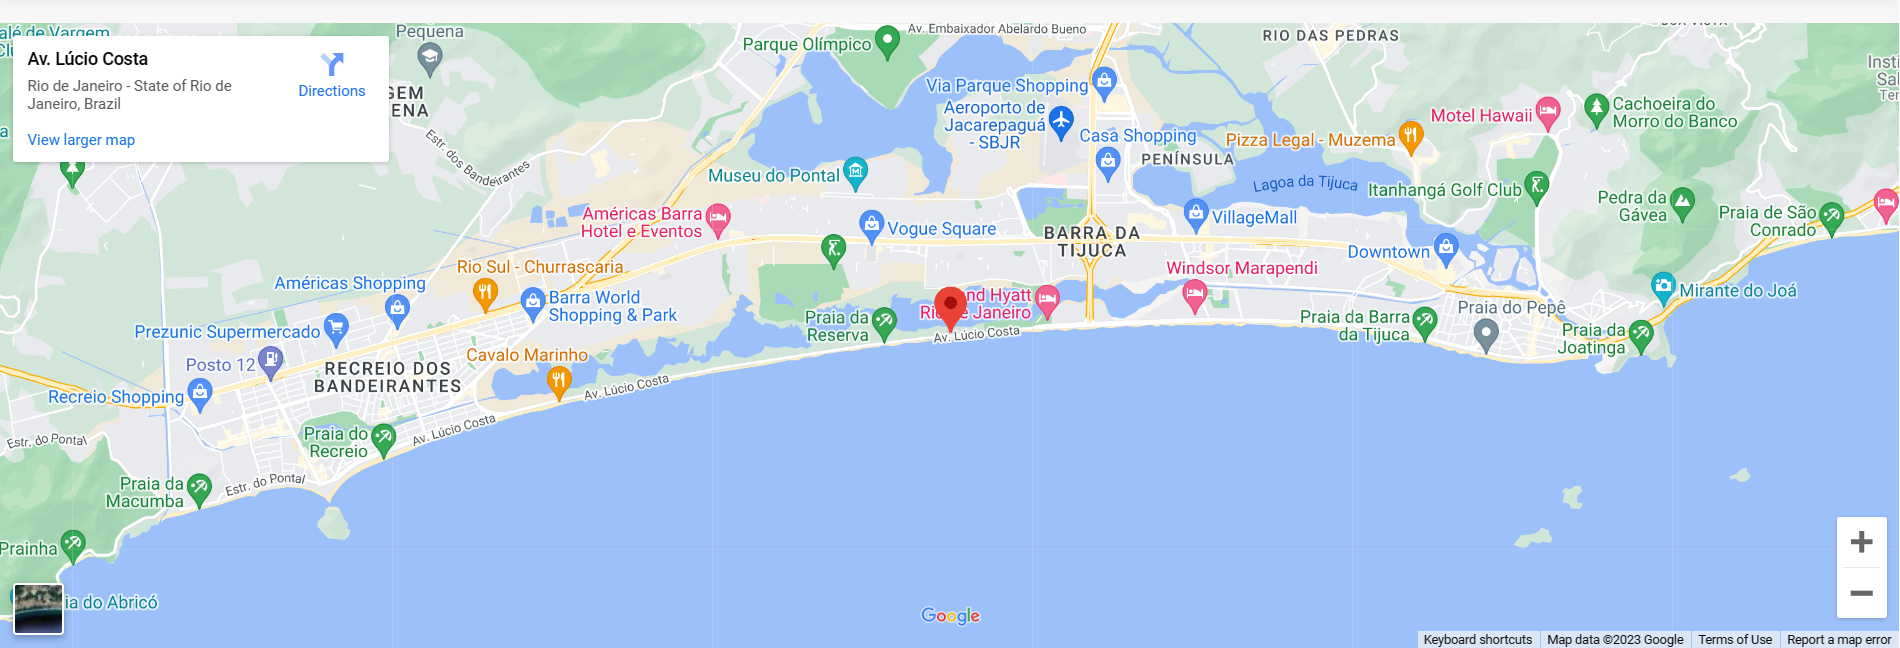 Av. Lúcio Costa
Rio de Janeiro - State of Rio de
Janeiro, Brazil
Directions
View larger map
alé de Vargem
Pequena
GEM
ENA
Estr. dos Bandeirantes
Parque Olímpico
Av. Embaixador Abelardo Bueno
RIO DAS PEDRAS
Via Parque Shopping
Aeroporto de
Jacarepaguá
- SBJR
Casa Shopping
PENÍNSULA
Pizza Legal - Muzema
Motel Hawaii
Cachoeira do
Morro do Banco
Museu do Pontal
Lagoa da Tijuca
Itanhangá Golf Club
Pedra da
Gávea
Praia de São
Conrado
Américas Barra
Hotel e Eventos
Vogue Square
BARRA DA
TIJUCA
VillageMall
Downtown
Rio Sul - Churrascaria
Windsor Marapendi
Américas Shopping
Barra World
Shopping & Park
nd Hyatt
Ri de Janeiro
Mirante do Joá
Praia do Pepê
Prezunic Supermercado
Praia da
Reserva
Av. Lúcio Costa
Praia da Barra
da Tijuca
Praia da
Joatinga
Posto 12
RECREIO DOS
BANDEIRANTES
Cavalo Marinho
Av. Lúcio Costa
Recreio Shopping
Av. Lúcio Costa
Estr. do Pontal
Praia do
Recreio
Praia da
Macumba
Estr. do Pontal
Prainha
ia do Abricó
Google
Keyboard shortcuts
Map data ©2023 Google
Terms of Use
Report a map error